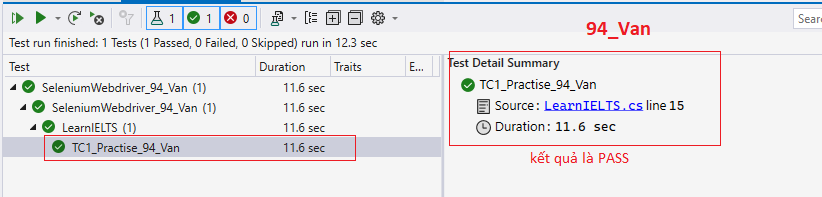 1 1 0 Search
94_Van
Test run finished: 1 Tests (1 Passed, 0 Failed, 0 Skipped) run in 12.3 sec
Test Duration Traits E...
SeleniumWebdriver_94_Van (1) 11.6 sec
SeleniumWebdriver_94_Van (1) 11.6 sec
LearnIELTS (1) 11.6 sec
TC1_Practise_94_Van 11.6 sec
Test Detail Summary
TC1_Practise_94_Van
Source: LearnIELTS.cs line 15
Duration: 11.6 sec
kết quả là PASS